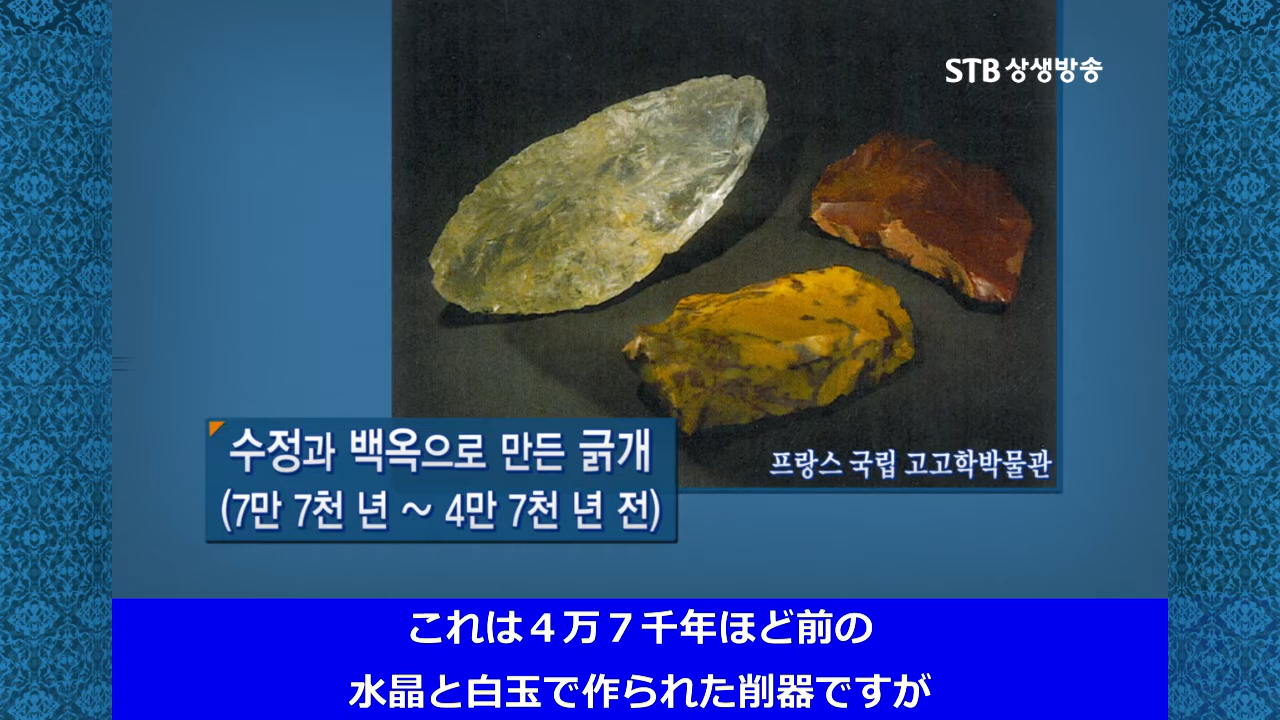 STB 상생방송
프랑스 국립 고고학박물관
수정과 백옥으로 만든 긁개
(7만 7천 년 ~ 4만 7천 년 전)
これは４万７千年ほど前の
水晶と白玉で作られた削器ですが